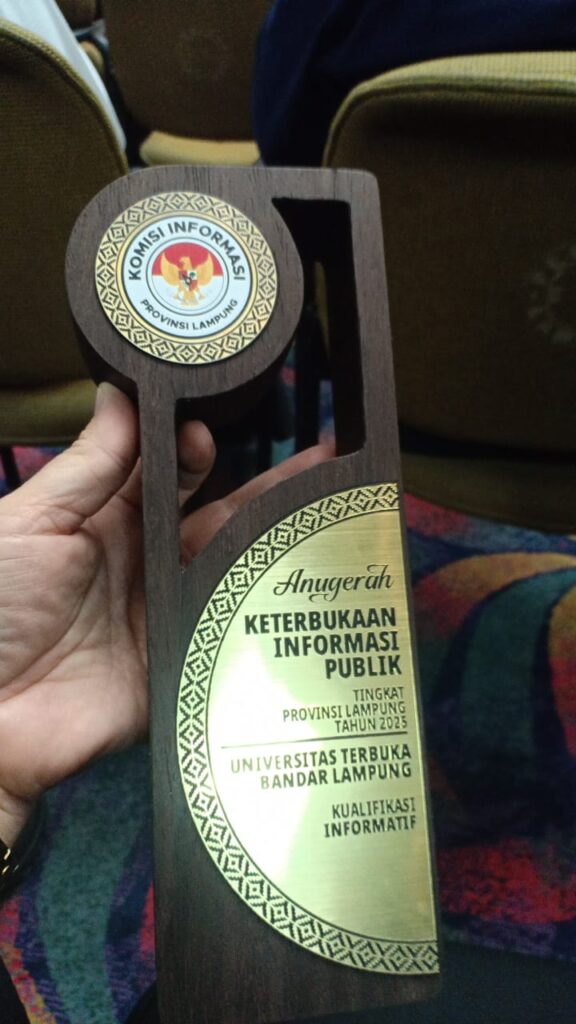 KOMISI INFORMASI
PROVINSI LAMPUNG
Anugerah
KETERBUKAAN
INFORMASI
PUBLIK
TINGKAT
PROVINSI LAMPUNG
TAHUN 2025
UNIVERSITAS TERBUKA
BANDAR LAMPUNG
KUALIFIKASI
INFORMATIF